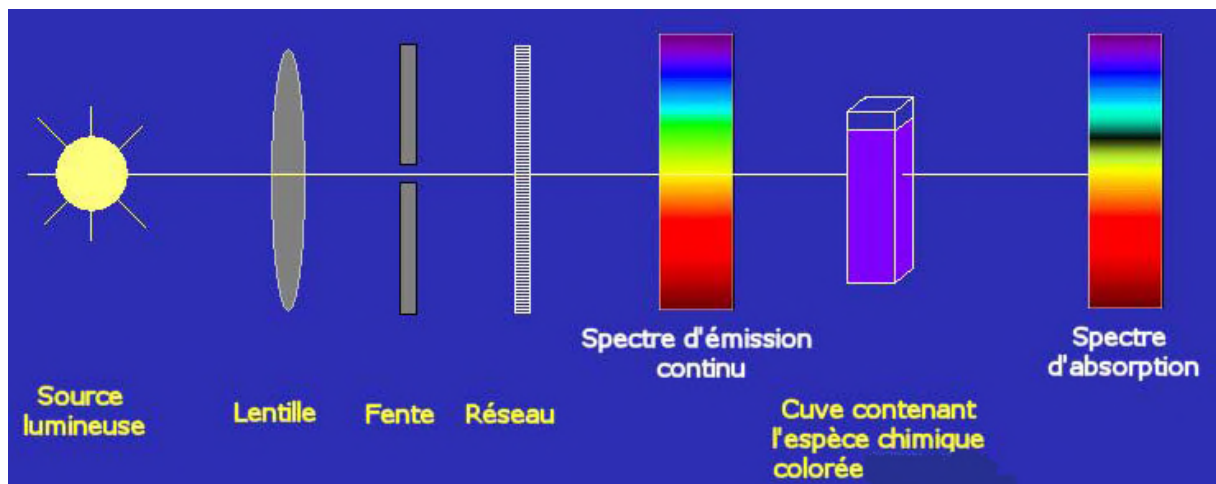 Source
lumineuse
Lentille
Fente
Réseau
Spectre d'émission
continu
Cuve contenant
l'espèce chimique
colorée
Spectre
d'absorption